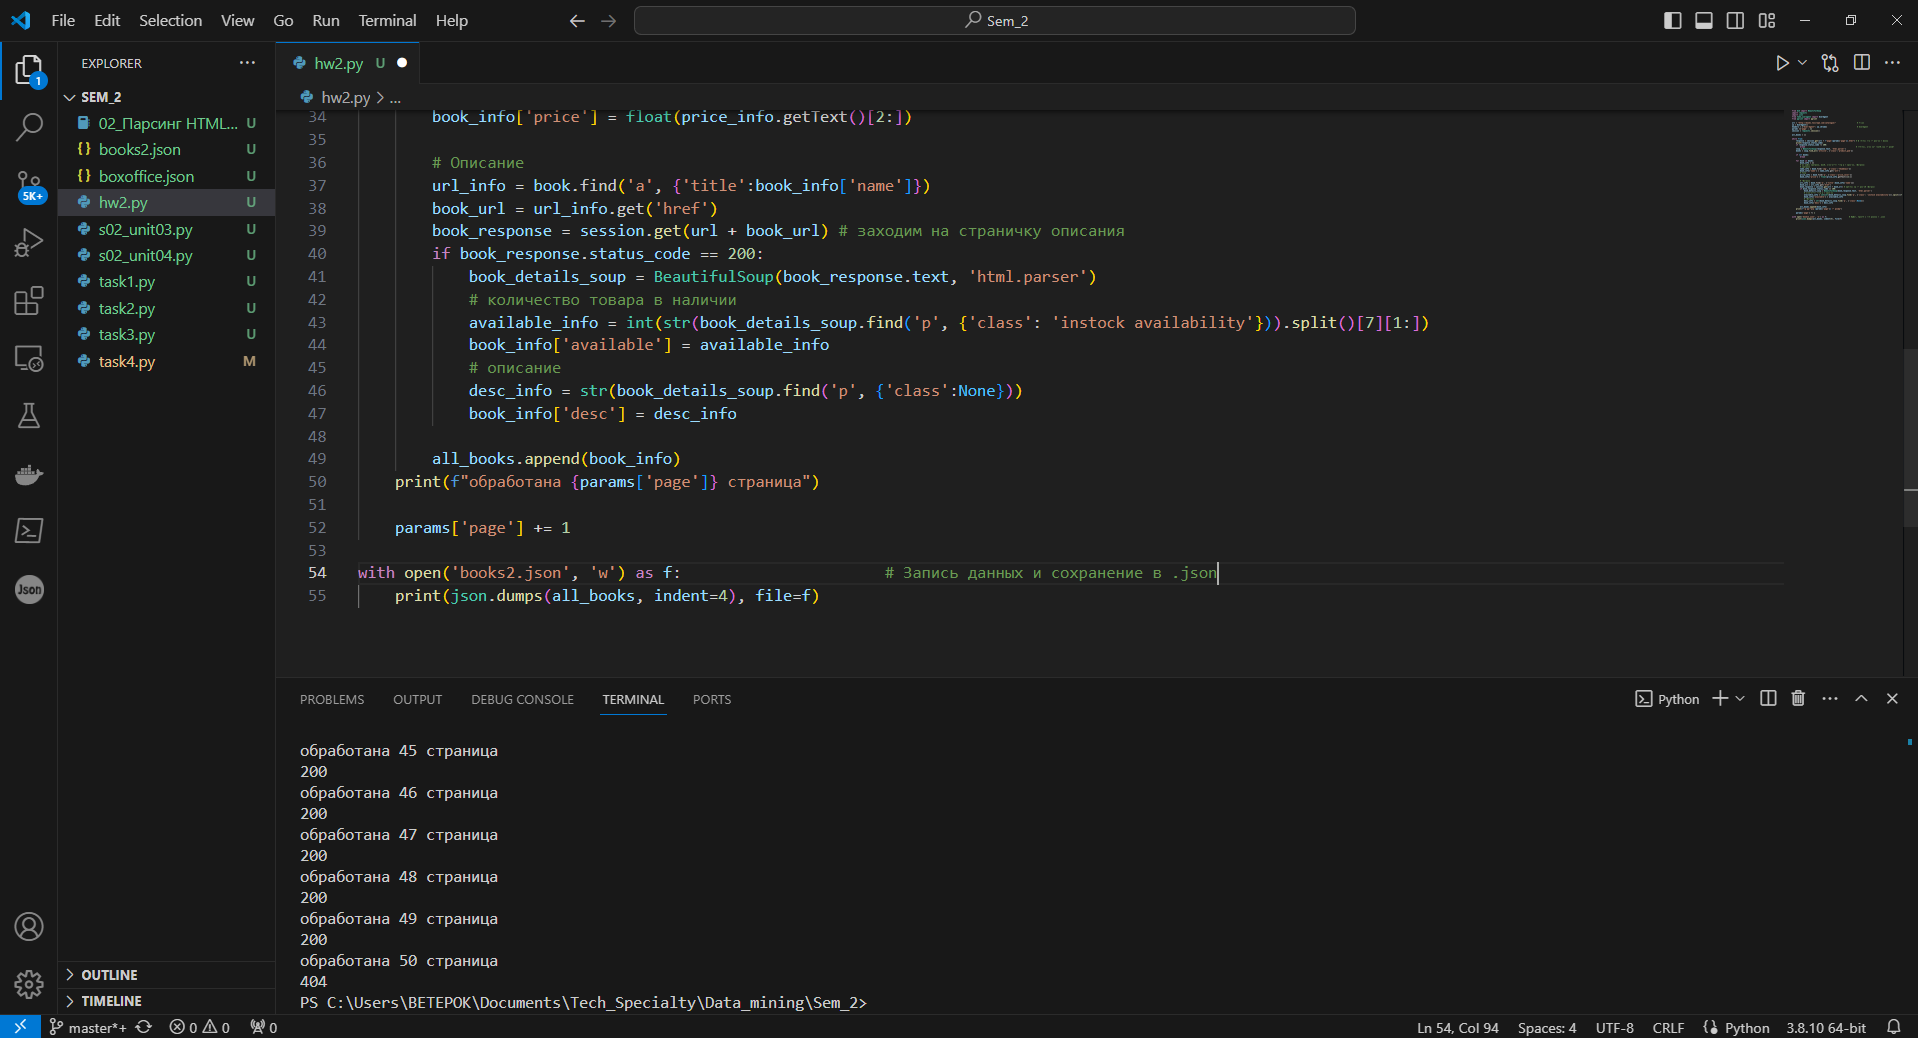 File Edit Selection View Go Run Terminal Help
Sem_2
EXPLORER
SEM_2
02_Парсинг HTML... U
books2.json U
boxoffice.json U
hw2.py U
s02_unit03.py U
s02_unit04.py U
task1.py U
task2.py U
task3.py U
task4.py M
OUTLINE
TIMELINE
1
5K+
Json
hw2.py U
hw2.py > ...
34 book_info['price'] = float(price_info.getText()[2:])
35
36 # Описание
37 url_info = book.find('a', {'title':book_info['name']})
38 book_url = url_info.get('href')
39 book_response = session.get(url + book_url) # заходим на страничку описания
40 if book_response.status_code == 200:
41 book_details_soup = BeautifulSoup(book_response.text, 'html.parser')
42 # количество товара в наличии
43 available_info = int(str(book_details_soup.find('p', {'class': 'instock availability'})).split()[7][1:])
44 book_info['available'] = available_info
45 # описание
46 desc_info = str(book_details_soup.find('p', {'class':None}))
47 book_info['desc'] = desc_info
48
49 all_books.append(book_info)
50 print(f"обработана {params['page']} страница")
51
52 params['page'] += 1
53
54 with open('books2.json', 'w') as f: # Запись данных и сохранение в .json
55 print(json.dumps(all_books, indent=4), file=f)
PROBLEMS OUTPUT DEBUG CONSOLE TERMINAL PORTS
Python
обработана 45 страница
200
обработана 46 страница
200
обработана 47 страница
200
обработана 48 страница
200
обработана 49 страница
200
обработана 50 страница
404
PS C:\Users\ВЕТЕРОК\Documents\Tech_Specialty\Data_mining\Sem_2>
master*+ 0 0 0
Ln 54, Col 94 Spaces: 4 UTF-8 CRLF Python 3.8.10 64-bit